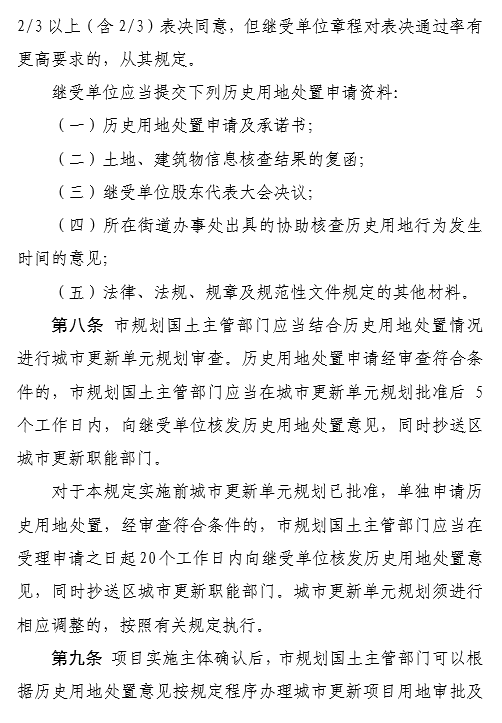 2/3以上（含2/3）表决同意，但继受单位章程对表决通过率有
更高要求的，从其规定。
继受单位应当提交下列历史用地处置申请资料：
（一）历史用地处置申请及承诺书；
（二）土地、建筑物信息核查结果的复函；
（三）继受单位股东代表大会决议；
（四）所在街道办事处出具的协助核查历史用地行为发生
时间的意见；
（五）法律、法规、规章及规范性文件规定的其他材料。
第八条 市规划国土主管部门应当结合历史用地处置情况
进行城市更新单元规划审查。历史用地处置申请经审查符合条
件的，市规划国土主管部门应当在城市更新单元规划批准后 5
个工作日内，向继受单位核发历史用地处置意见，同时抄送区
城市更新职能部门。
对于本规定实施前城市更新单元规划已批准，单独申请历
史用地处置，经审查符合条件的，市规划国土主管部门应当在
受理申请之日起20个工作日内向继受单位核发历史用地处置意
见，同时抄送区城市更新职能部门。城市更新单元规划须进行
相应调整的，按照有关规定执行。
第九条 项目实施主体确认后，市规划国土主管部门可以根
据历史用地处置意见按规定程序办理城市更新项目用地审批及